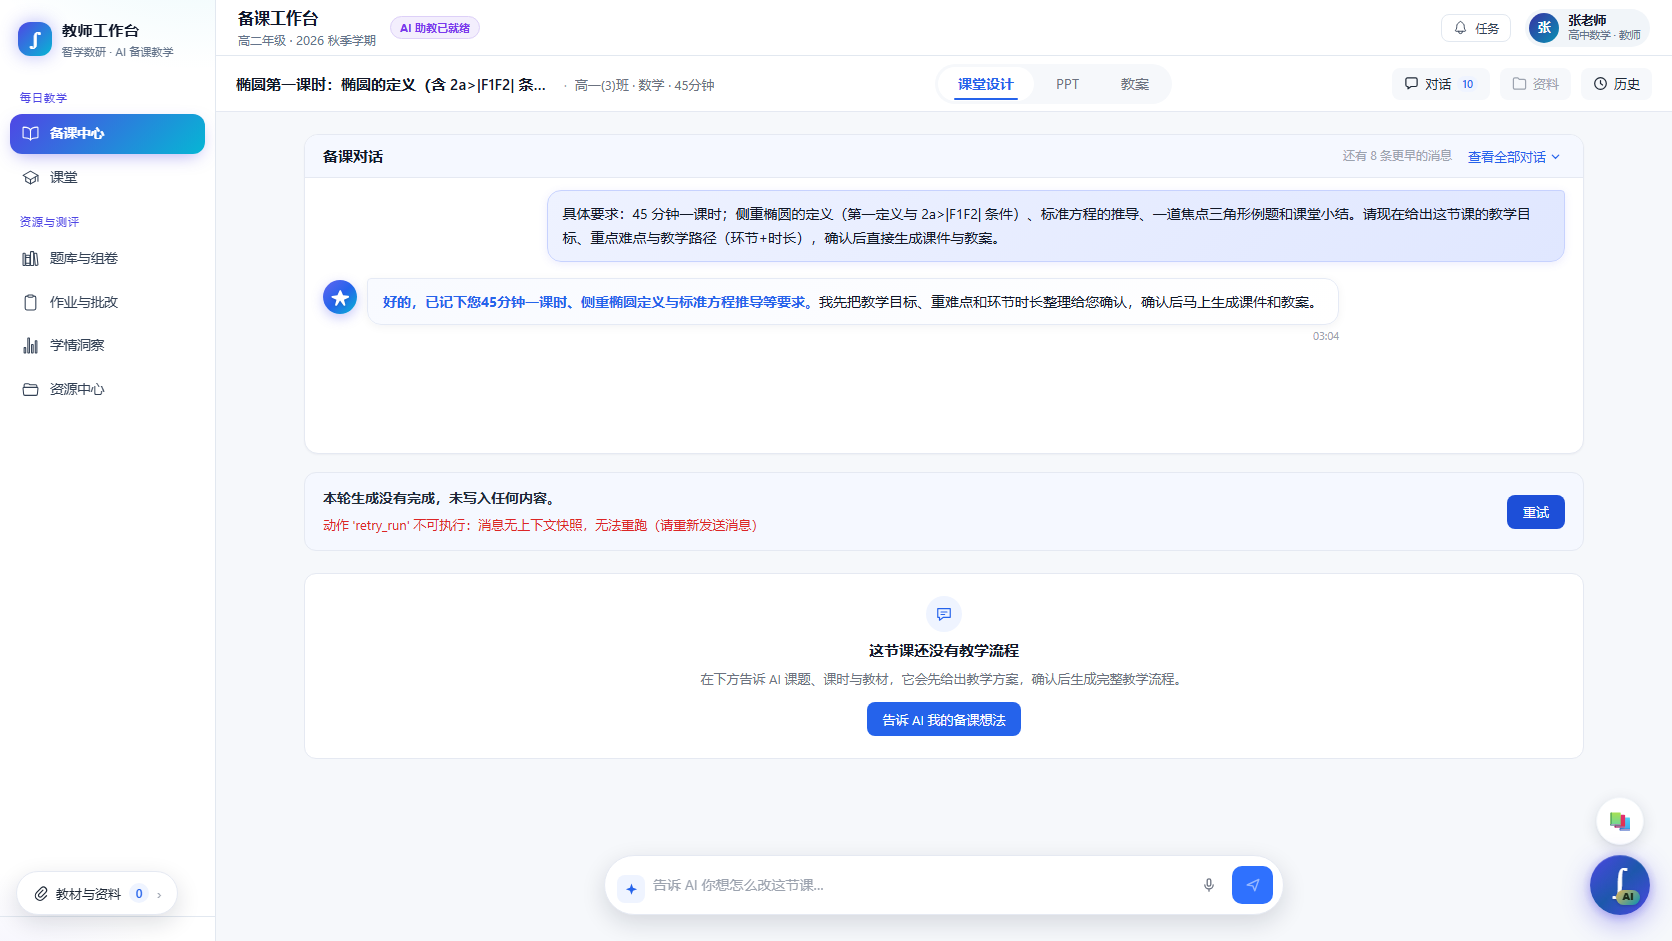 教师工作台
智学数研 · AI 备课教学
每日教学
备课中心
课堂
资源与测评
题库与组卷
作业与批改
学情洞察
资源中心
教材与资料 0 ›
备课工作台
高二年级 · 2026 秋季学期
AI 助教已就绪
任务
张
张老师
高中数学 · 教师
椭圆第一课时：椭圆的定义（含 2a>|F1F2| 条...
· 高一(3)班 · 数学 · 45分钟
课堂设计
PPT
教案
对话 10
资料
历史
备课对话
还有 8 条更早的消息
查看全部对话
具体要求：45 分钟一课时；侧重椭圆的定义（第一定义与 2a>|F1F2| 条件）、标准方程的推导、一道焦点三角形例题和课堂小结。请现在给出这节课的教学目
标、重点难点与教学路径（环节+时长），确认后直接生成课件与教案。
好的，已记下您45分钟一课时、侧重椭圆定义与标准方程推导等要求。我先把教学目标、重难点和环节时长整理给您确认，确认后马上生成课件和教案。
03:04
本轮生成没有完成，未写入任何内容。
动作 'retry_run' 不可执行：消息无上下文快照，无法重跑（请重新发送消息）
重试
这节课还没有教学流程
在下方告诉 AI 课题、课时与教材，它会先给出教学方案，确认后生成完整教学流程。
告诉 AI 我的备课想法
告诉 AI 你想怎么改这节课...
AI